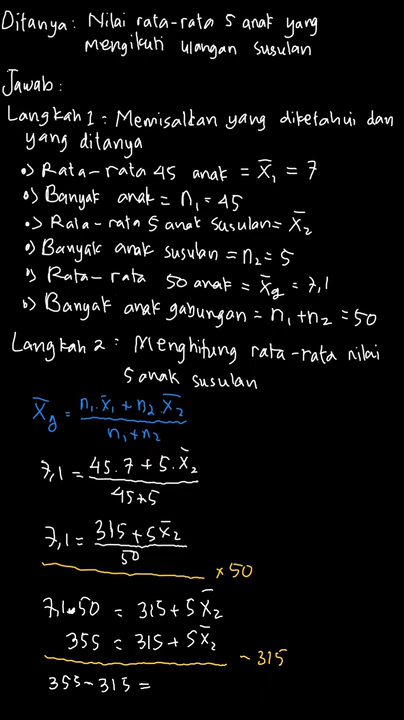 Ditanya: Nilai rata-rata 5 anak yang
mengikuti ulangan susulan
Jawab:
Langkah 1: Memisalkan yang diketahui dan
yang ditanya
•) Rata-rata 45 anak = X̄₁ = 7
•) Banyak anak = n₁ = 45
•) Rata-rata 5 anak susulan = X̄₂
•) Banyak anak susulan = n₂ = 5
•) Rata-rata 50 anak = X̄g = 7,1
•) Banyak anak gabungan = n₁ + n₂ = 50
Langkah 2: Menghitung rata-rata nilai
5 anak susulan
X̄g = n₁.X̄₁ + n₂.X̄₂
n₁ + n₂
7,1 = 45.7 + 5.X̄₂
45 + 5
7,1 = 315 + 5X̄₂
50
× 50
7,1.50 = 315 + 5X̄₂
355 = 315 + 5X̄₂
- 315
355 - 315 =